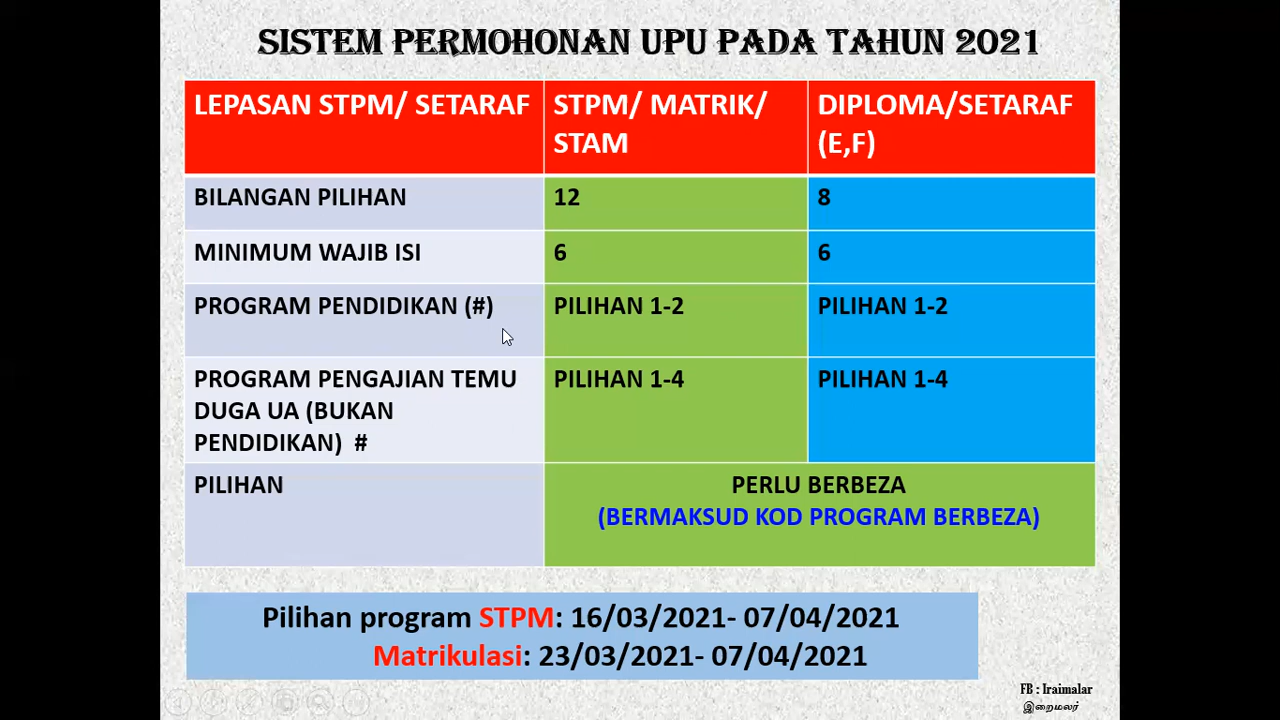 SISTEM PERMOHONAN UPU PADA TAHUN 2021
LEPASAN STPM/ SETARAF
STPM/ MATRIK/
STAM
DIPLOMA/SETARAF
(E,F)
BILANGAN PILIHAN
12
8
MINIMUM WAJIB ISI
6
6
PROGRAM PENDIDIKAN (#)
PILIHAN 1-2
PILIHAN 1-2
PROGRAM PENGAJIAN TEMU
DUGA UA (BUKAN
PENDIDIKAN) #
PILIHAN 1-4
PILIHAN 1-4
PILIHAN
PERLU BERBEZA
(BERMAKSUD KOD PROGRAM BERBEZA)
Pilihan program STPM: 16/03/2021- 07/04/2021
Matrikulasi: 23/03/2021- 07/04/2021
FB : Iraimalar
இறைமலர்